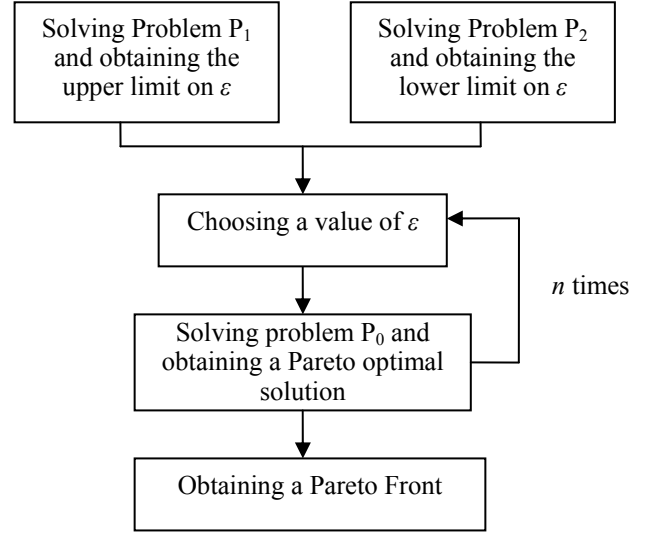 Solving Problem P₁
and obtaining the
upper limit on ε
Solving Problem P₂
and obtaining the
lower limit on ε
Choosing a value of ε
n times
Solving problem P₀ and
obtaining a Pareto optimal
solution
Obtaining a Pareto Front